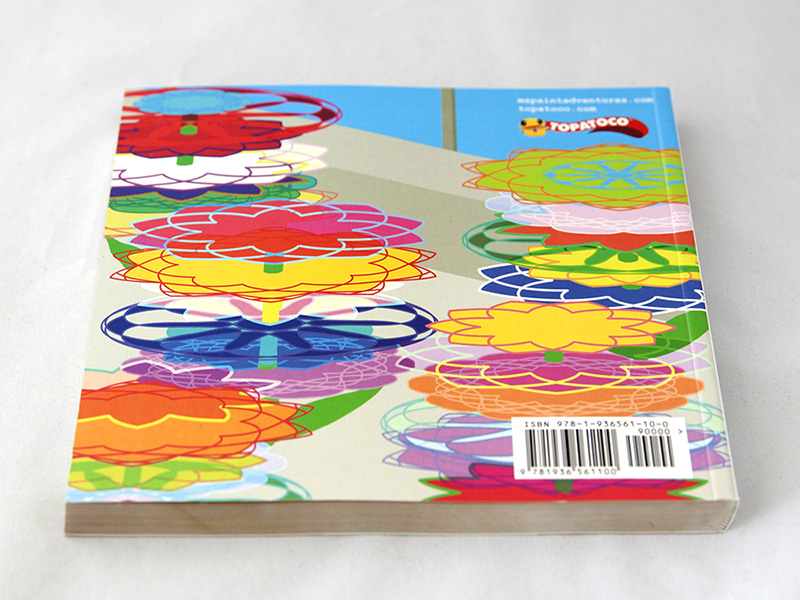 mspaintadventures.com
topatoco.com
TOPATOCO
ISBN 978-1-936561-10-0
90000 >
9 781936 561100